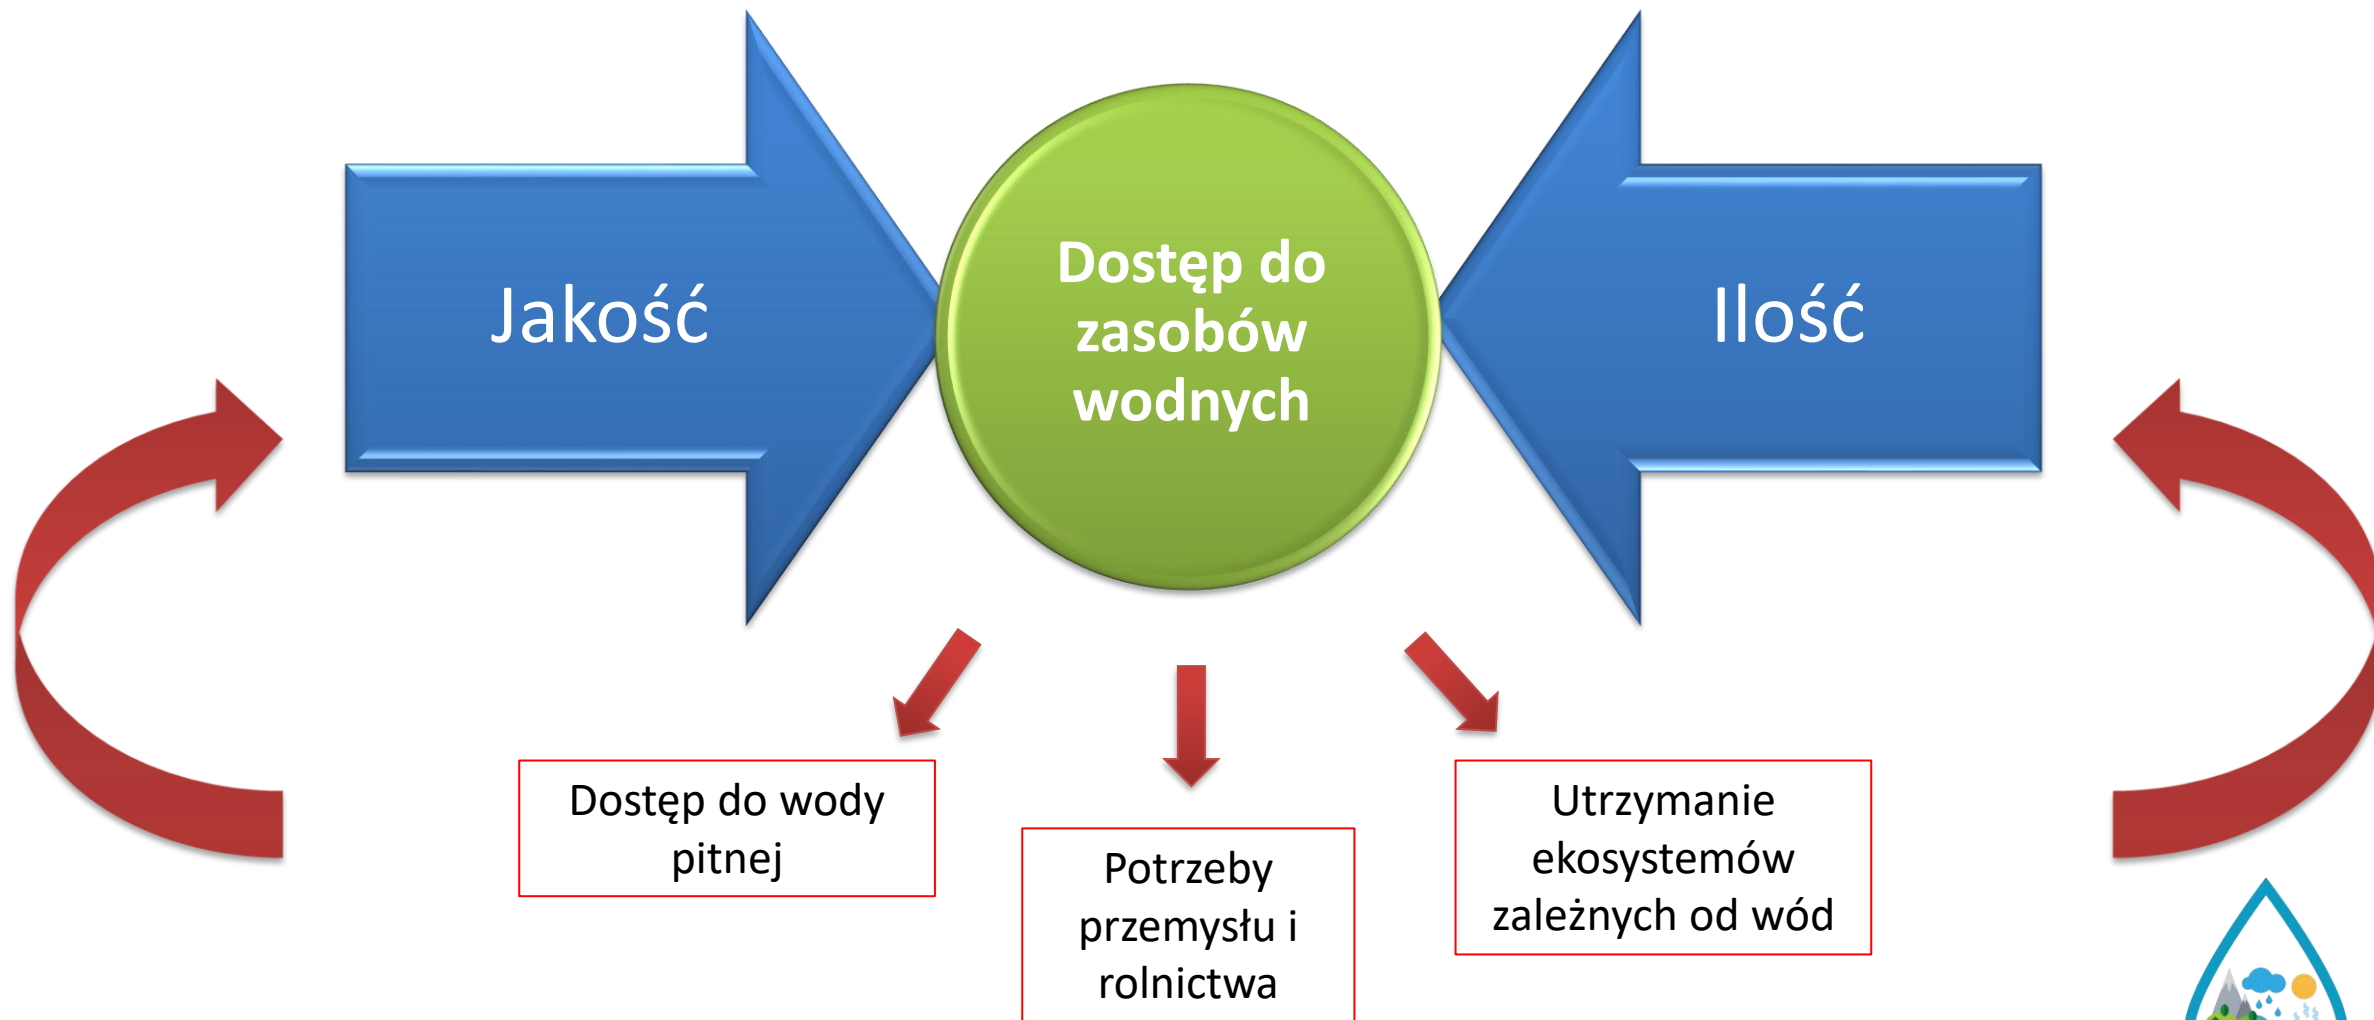 Jakość
Dostęp do
zasobów
wodnych
Ilość
Dostęp do wody
pitnej
Potrzeby
przemysłu i
rolnictwa
Utrzymanie
ekosystemów
zależnych od wód